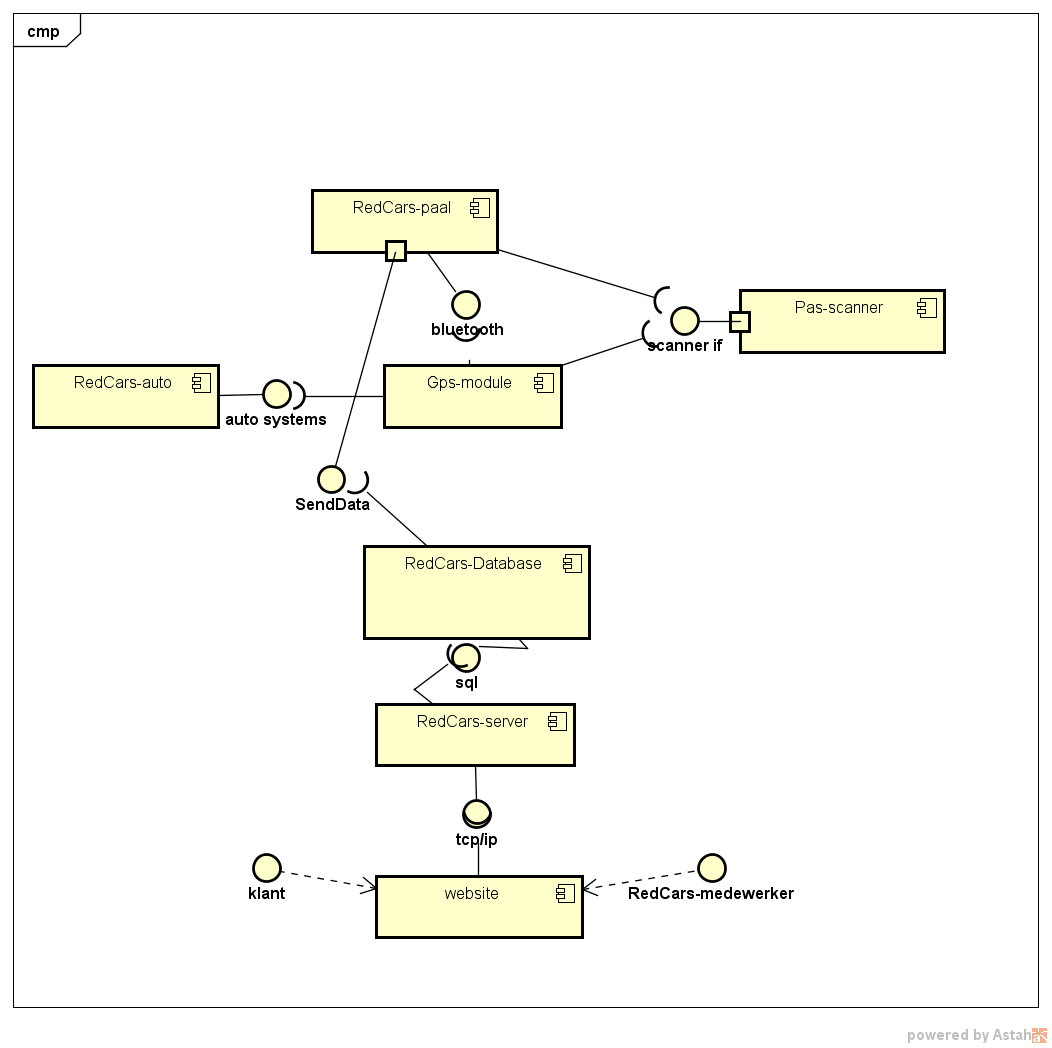 cmp
RedCars-paal
Pas-scanner
bluetooth
scanner if
RedCars-auto
Gps-module
auto systems
SendData
RedCars-Database
sql
RedCars-server
tcp/ip
klant
website
RedCars-medewerker
powered by Astah